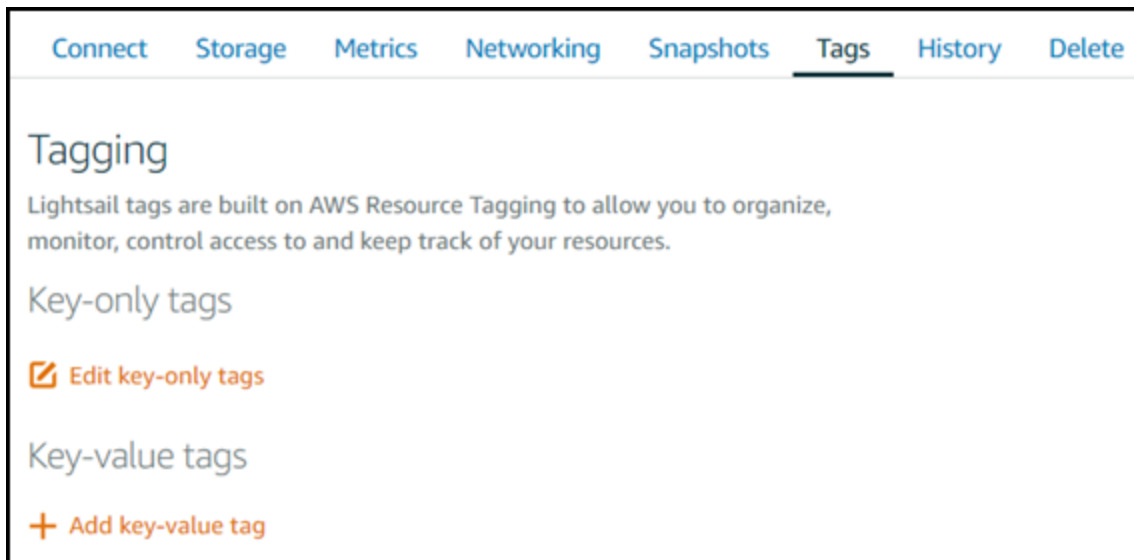 Connect Storage Metrics Networking Snapshots Tags History Delete
Tagging
Lightsail tags are built on AWS Resource Tagging to allow you to organize,
monitor, control access to and keep track of your resources.
Key-only tags
Edit key-only tags
Key-value tags
Add key-value tag